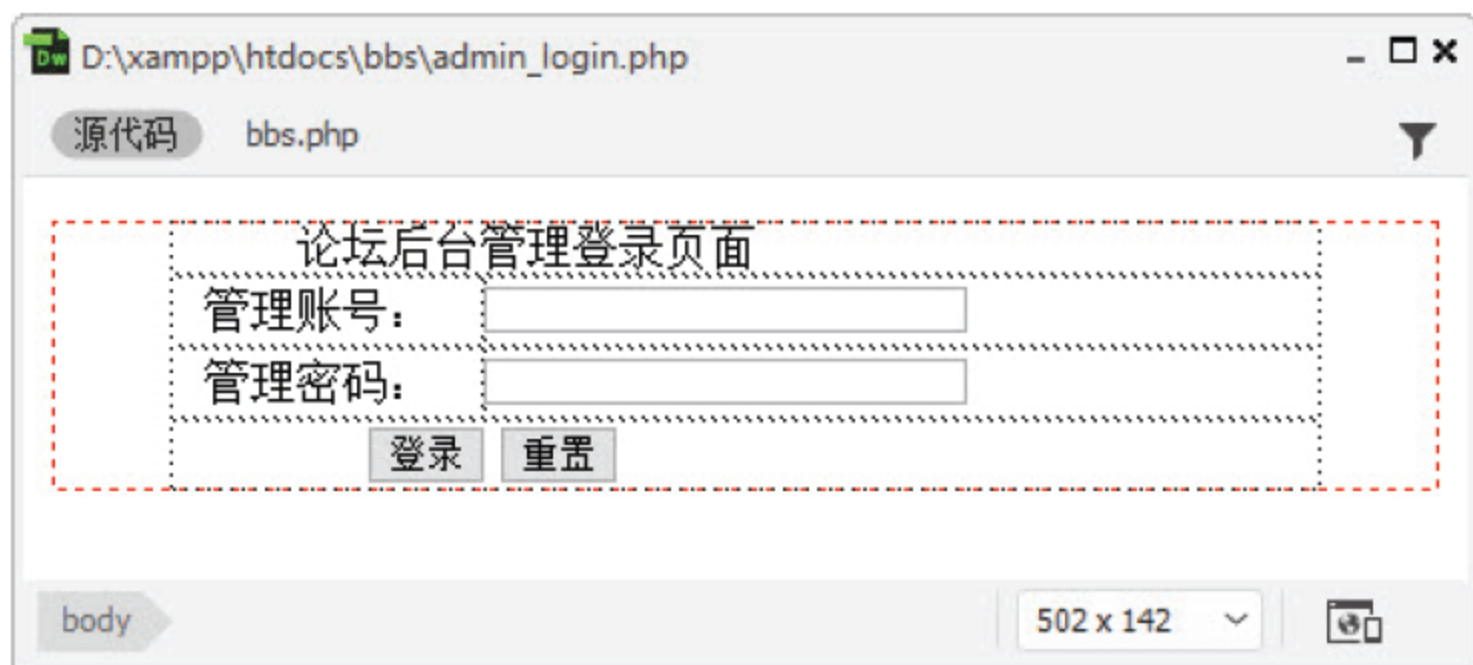 Dw D:\xampp\htdocs\bbs\admin_login.php
源代码 bbs.php
论坛后台管理登录页面
管理账号：
管理密码：
登录 重置
body 502 x 142